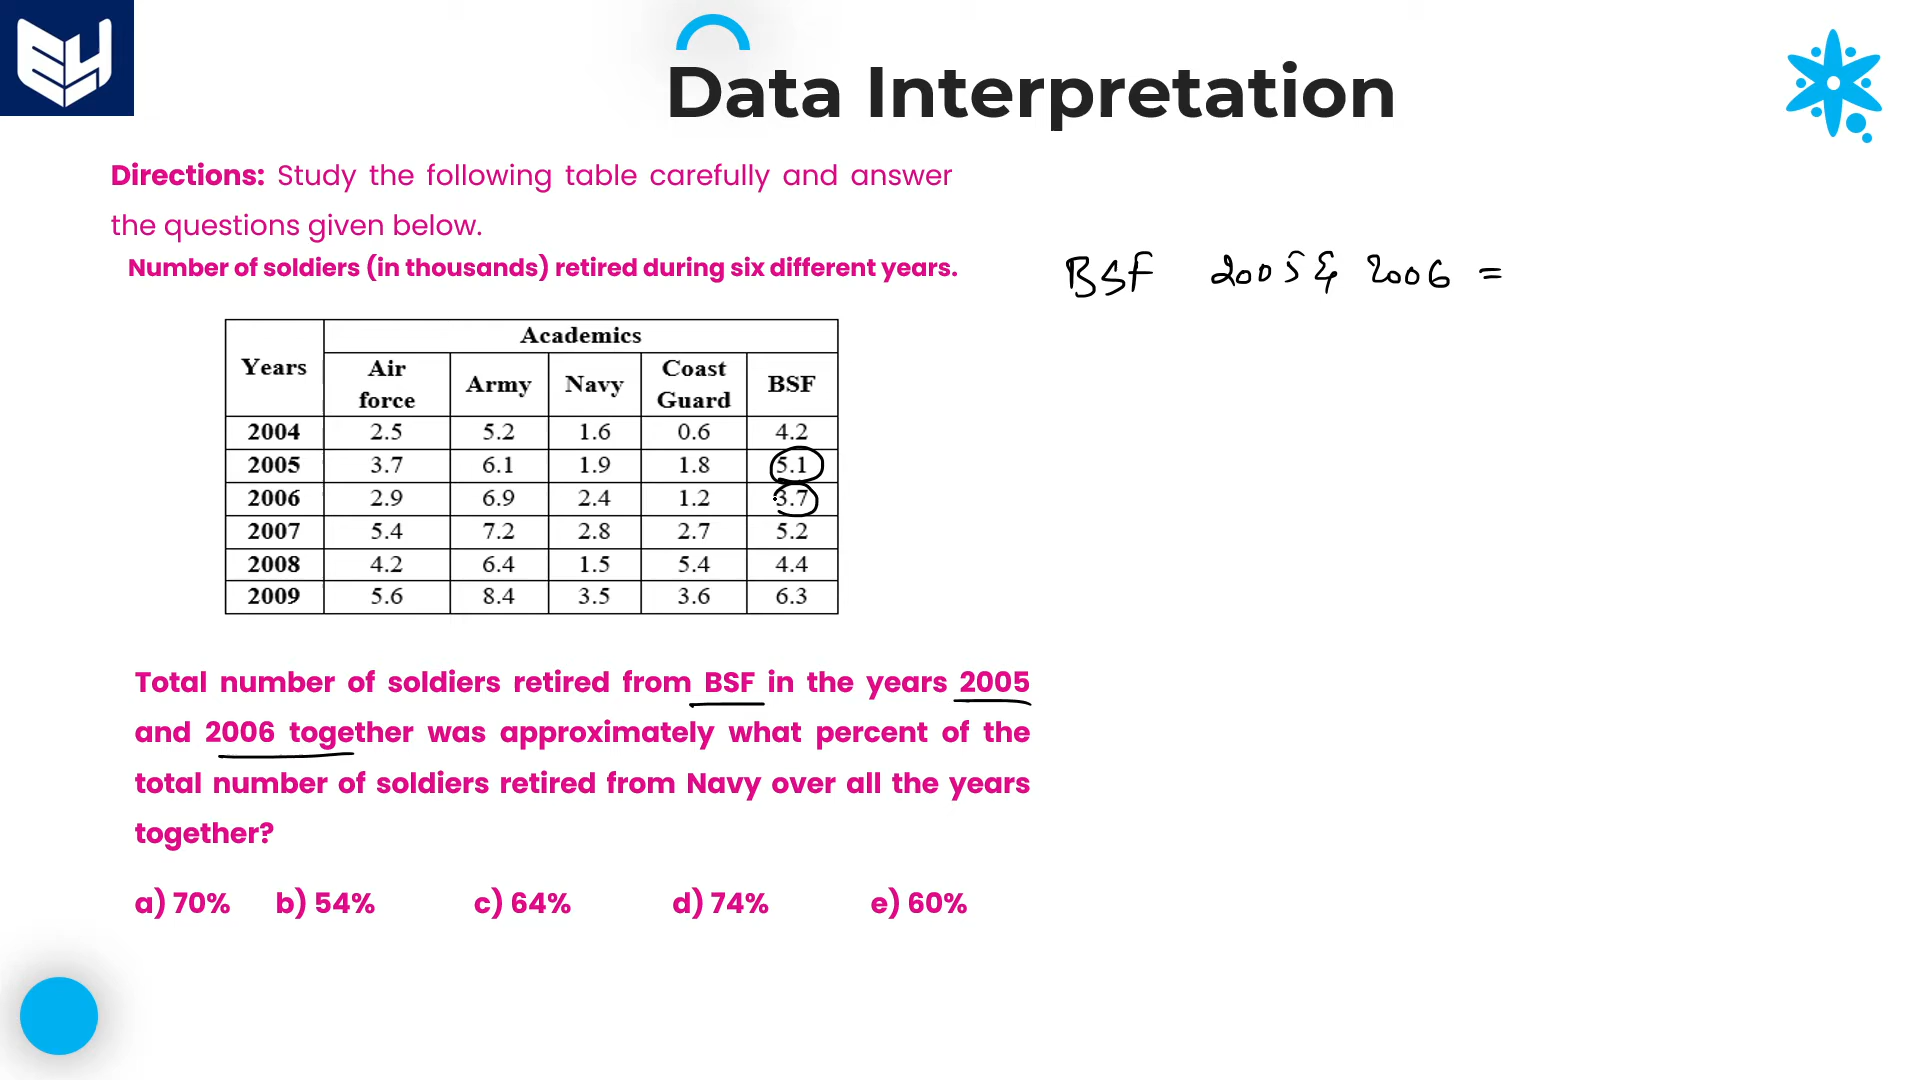 EY
Data Interpretation
Directions: Study the following table carefully and answer
the questions given below.
Number of soldiers (in thousands) retired during six different years.
BSF 2005 & 2006 =
Years Academics
Air force Army Navy Coast Guard BSF
2004 2.5 5.2 1.6 0.6 4.2
2005 3.7 6.1 1.9 1.8 5.1
2006 2.9 6.9 2.4 1.2 3.7
2007 5.4 7.2 2.8 2.7 5.2
2008 4.2 6.4 1.5 5.4 4.4
2009 5.6 8.4 3.5 3.6 6.3
Total number of soldiers retired from BSF in the years 2005
and 2006 together was approximately what percent of the
total number of soldiers retired from Navy over all the years
together?
a) 70% b) 54% c) 64% d) 74% e) 60%